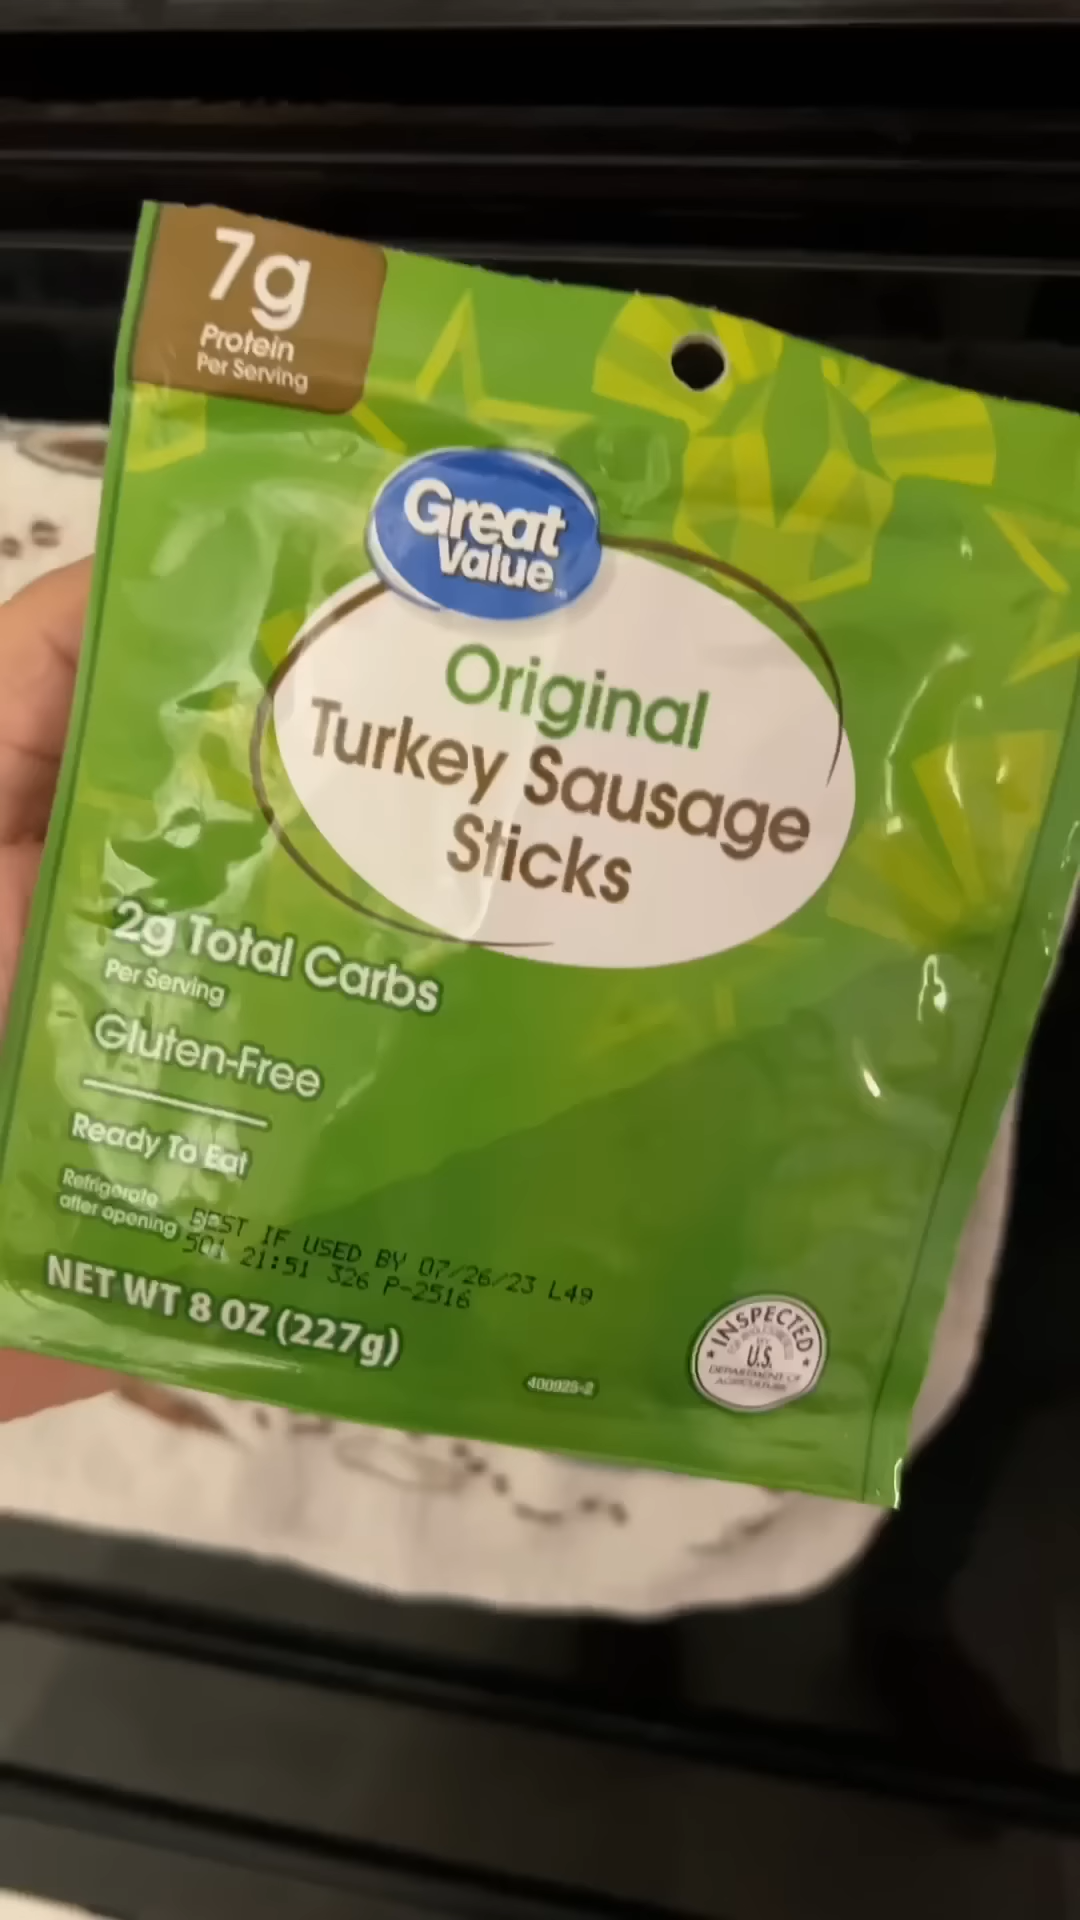 7g
Protein
Per Serving
Great
Value
Original
Turkey Sausage
Sticks
2g Total Carbs
Per Serving
Gluten-Free
Ready To Eat
Refrigerate
after opening
BEST IF USED BY 07/26/23 L49
501 21:51 326 P-2516
NET WT 8 OZ (227g)
INSPECTED
U.S.
DEPARTMENT OF
AGRICULTURE